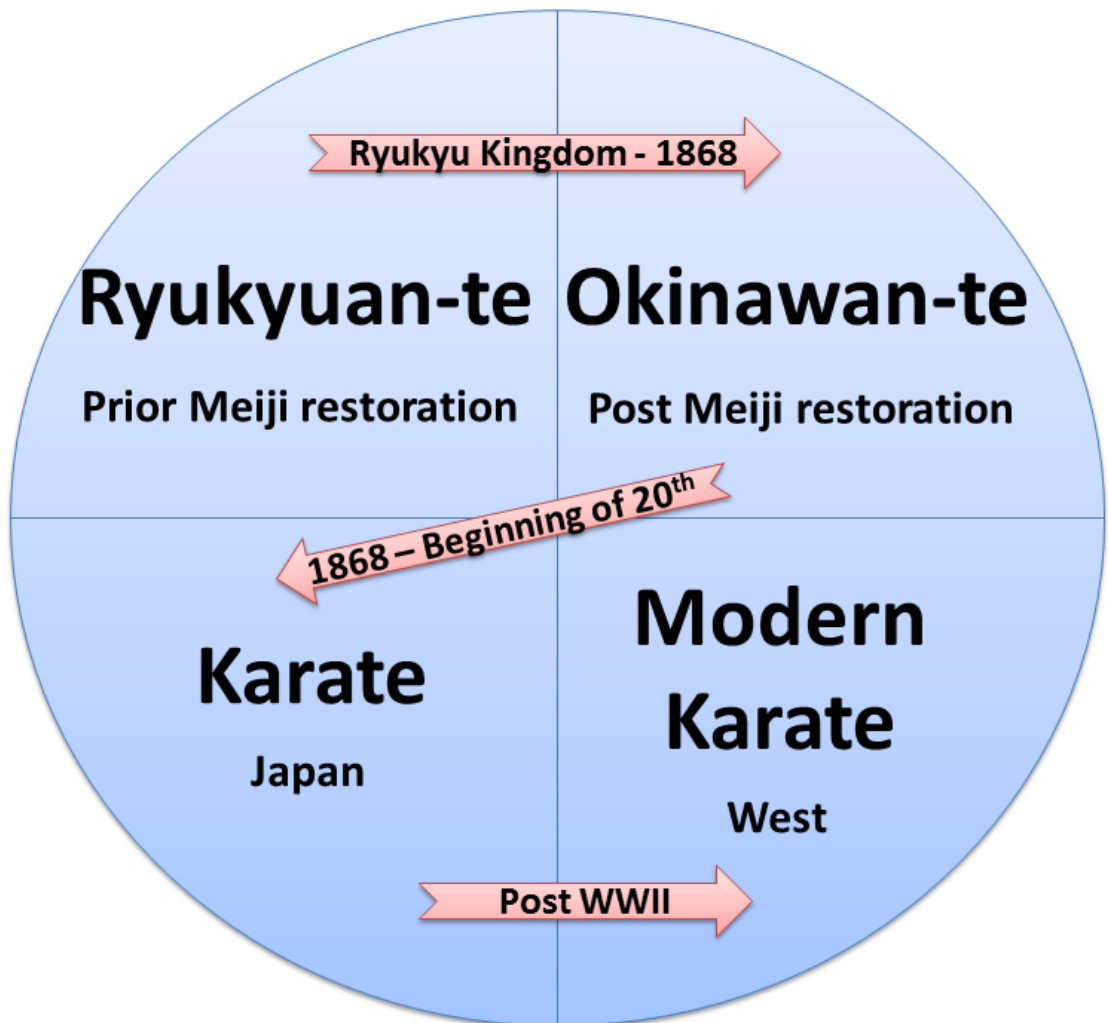 Ryukyu Kingdom - 1868
Ryukyuan-te
Prior Meiji restoration
Okinawan-te
Post Meiji restoration
1868 – Beginning of 20th
Karate
Japan
Modern
Karate
West
Post WWII